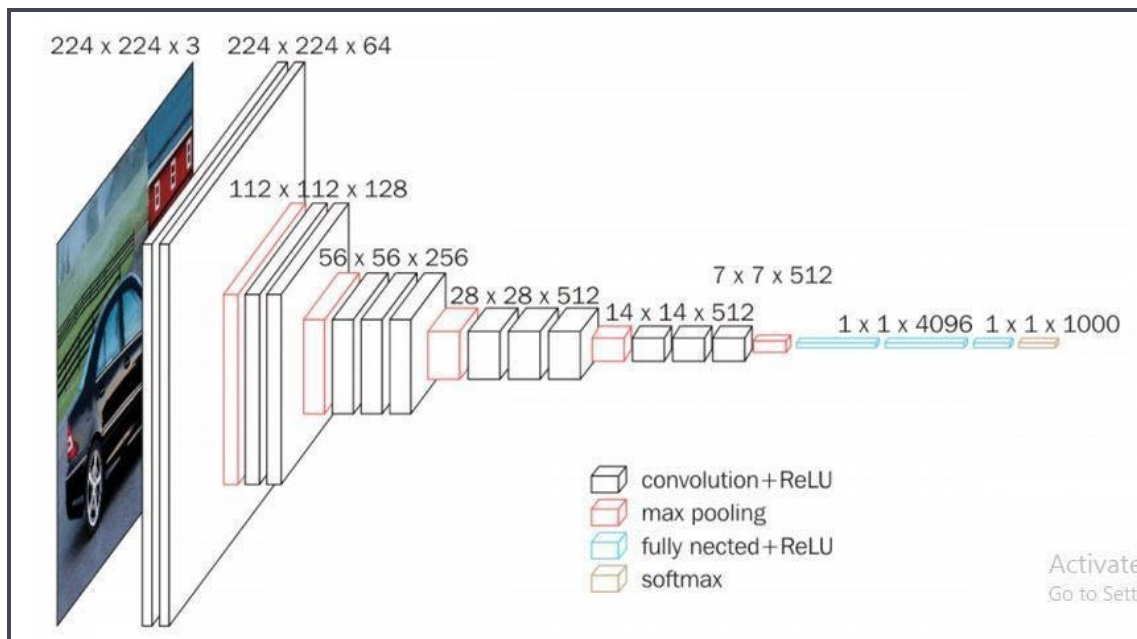 224 x 224 x 3
224 x 224 x 64
112 x 112 x 128
56 x 56 x 256
28 x 28 x 512
14 x 14 x 512
7 x 7 x 512
1 x 1 x 4096
1 x 1 x 1000
convolution+ReLU
max pooling
fully nected+ReLU
softmax
Activate
Go to Sett